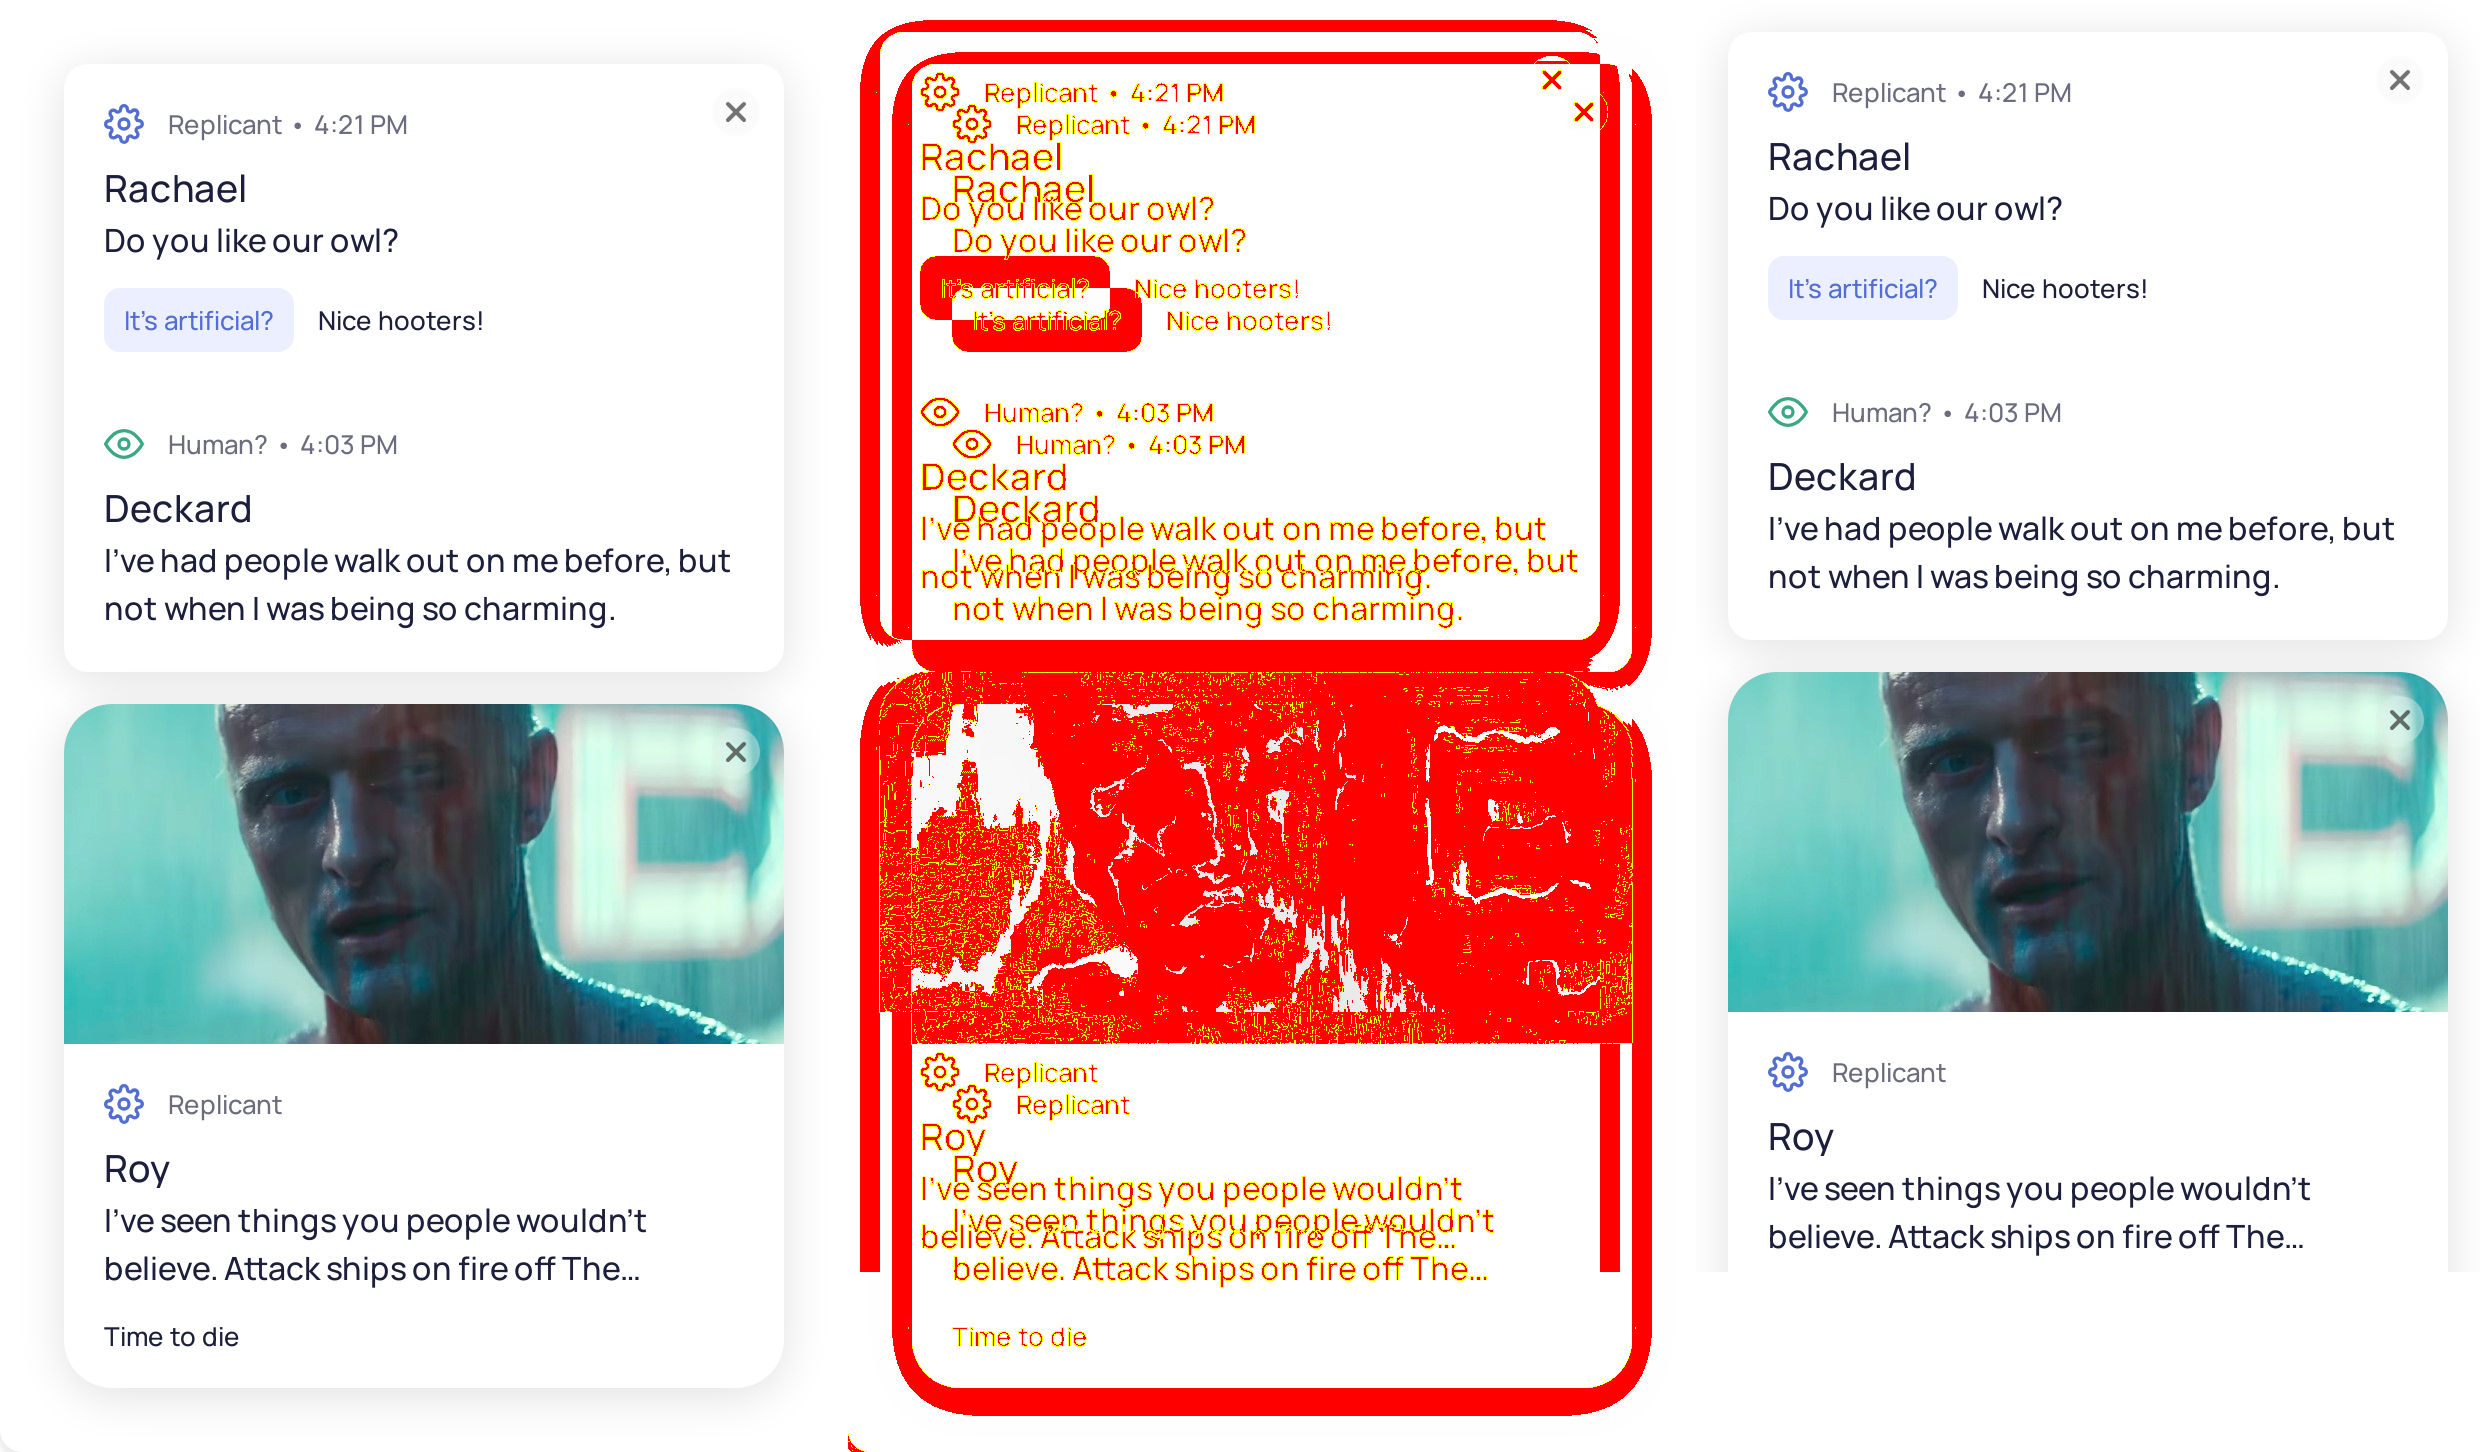 Replicant • 4:21 PM
Rachael
Do you like our owl?
It's artificial? Nice hooters!
Human? • 4:03 PM
Deckard
I've had people walk out on me before, but
not when I was being so charming.
Replicant
Roy
I've seen things you people wouldn't
believe. Attack ships on fire off The...
Time to die
Replicant • 4:21 PM
Replicant • 4:21 PM
Rachael
Rachael
Do you like our owl?
Do you like our owl?
It's artificial? Nice hooters!
It's artificial? Nice hooters!
Human? • 4:03 PM
Human? • 4:03 PM
Deckard
Deckard
I've had people walk out on me before, but
I've had people walk out on me before, but
not when I was being so charming.
not when I was being so charming.
Replicant
Replicant
Roy
Roy
I've seen things you people wouldn't
I've seen things you people wouldn't
believe. Attack ships on fire off The...
believe. Attack ships on fire off The...
Time to die
Replicant • 4:21 PM
Rachael
Do you like our owl?
It's artificial? Nice hooters!
Human? • 4:03 PM
Deckard
I've had people walk out on me before, but
not when I was being so charming.
Replicant
Roy
I've seen things you people wouldn't
believe. Attack ships on fire off The...